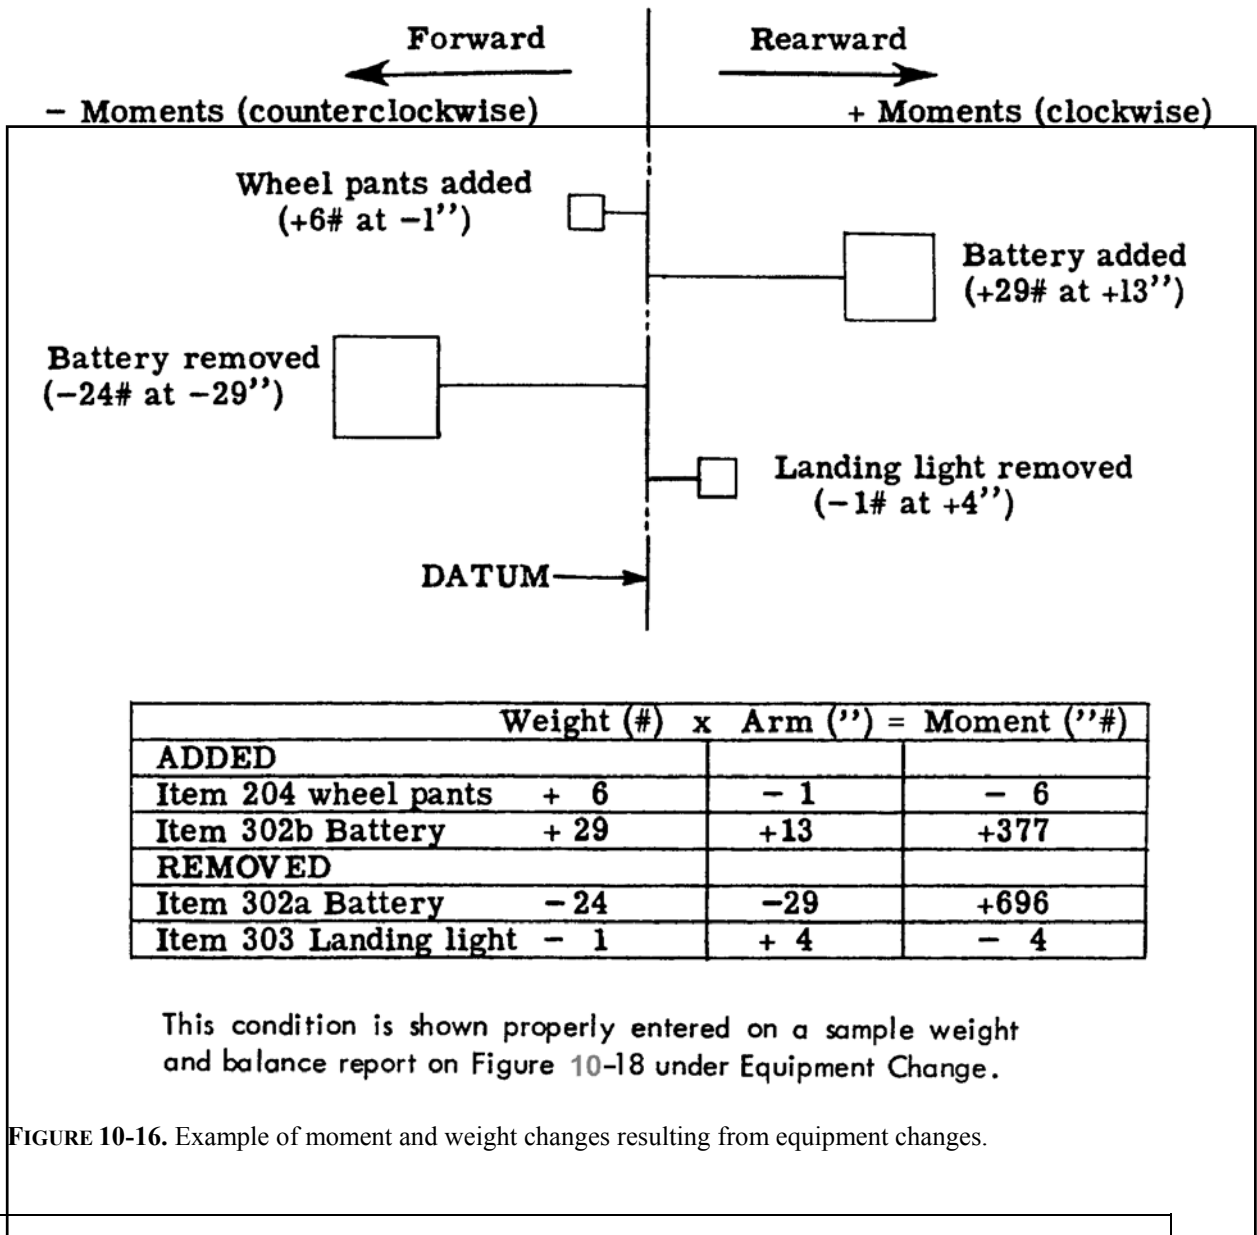 Forward Rearward
− Moments (counterclockwise) + Moments (clockwise)
Wheel pants added
(+6# at −1’’)
Battery added
(+29# at +13’’)
Battery removed
(−24# at −29’’)
Landing light removed
(−1# at +4’’)
DATUM
Weight (#) x Arm (’’) = Moment (’’#)
ADDED
Item 204 wheel pants + 6 − 1 − 6
Item 302b Battery + 29 +13 +377
REMOVED
Item 302a Battery −24 −29 +696
Item 303 Landing light − 1 + 4 − 4
This condition is shown properly entered on a sample weight
and balance report on Figure 10-18 under Equipment Change.
FIGURE 10-16. Example of moment and weight changes resulting from equipment changes.